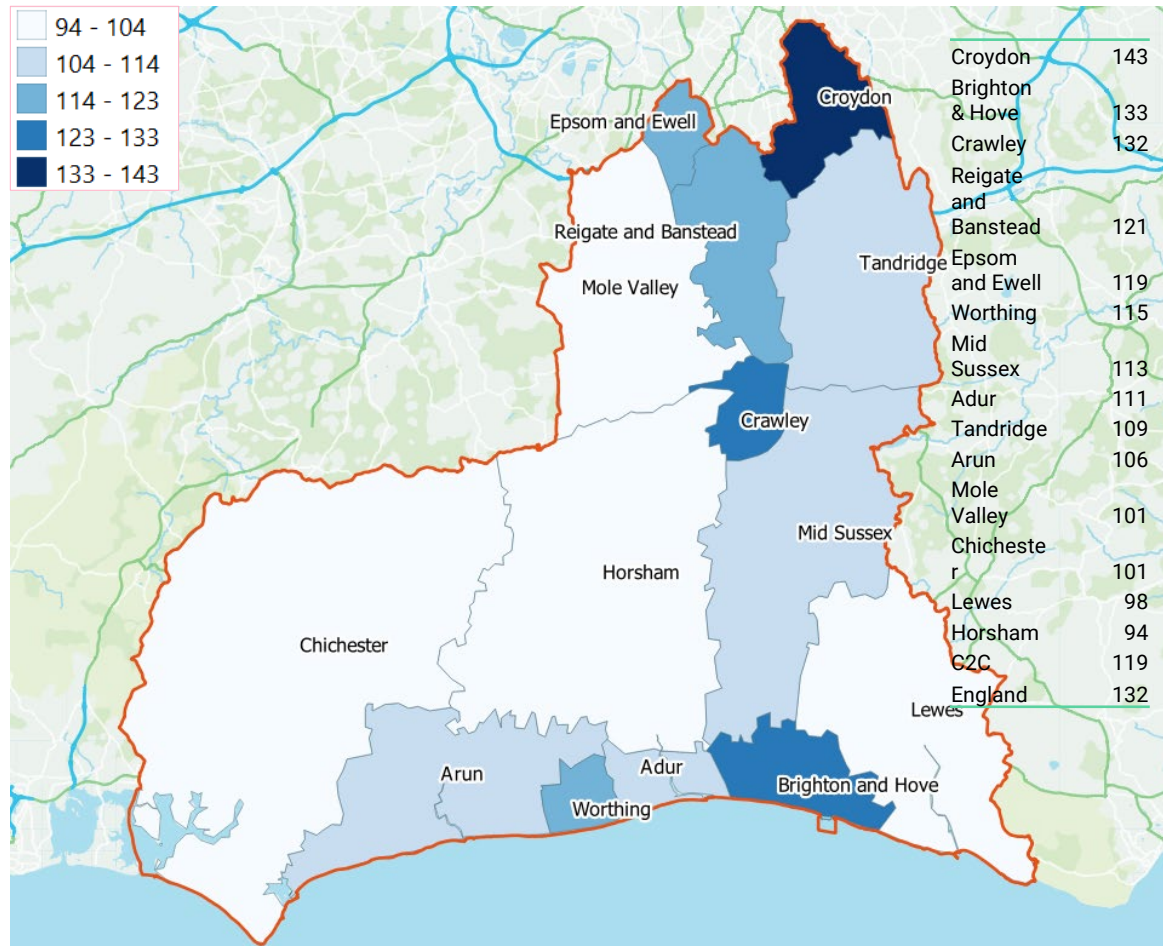 94 - 104
104 - 114
114 - 123
123 - 133
133 - 143
Croydon
Epsom and Ewell
Reigate and Banstead
Mole Valley
Tandridge
Crawley
Mid Sussex
Horsham
Chichester
Lewes
Arun
Adur
Worthing
Brighton and Hove
Croydon 143
Brighton
& Hove 133
Crawley 132
Reigate
and
Banstead 121
Epsom
and Ewell 119
Worthing 115
Mid
Sussex 113
Adur 111
Tandridge 109
Arun 106
Mole
Valley 101
Chicheste
r 101
Lewes 98
Horsham 94
C2C 119
England 132